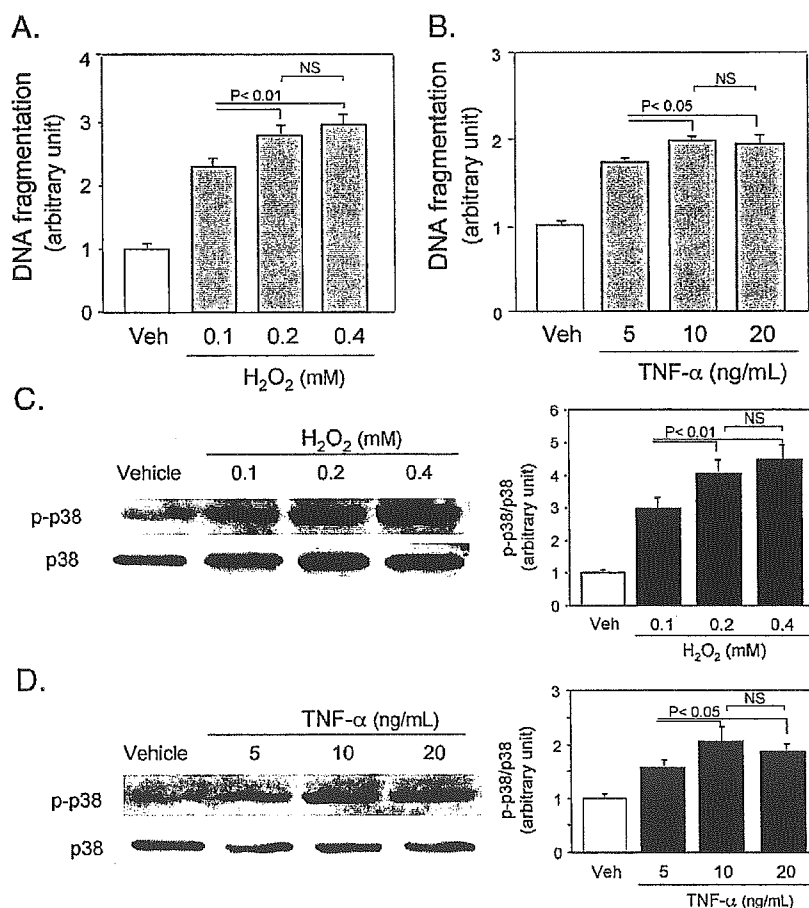 A.
DNA fragmentation
(arbitrary unit)
4
3
2
1
0
P< 0.01
NS
Veh 0.1 0.2 0.4
H₂O₂ (mM)
B.
DNA fragmentation
(arbitrary unit)
3
2
1
0
P< 0.05
NS
Veh 5 10 20
TNF-α (ng/mL)
C.
H₂O₂ (mM)
Vehicle 0.1 0.2 0.4
p-p38
p38
p-p38/p38
(arbitrary unit)
6
5
4
3
2
1
0
P< 0.01
NS
Veh 0.1 0.2 0.4
H₂O₂ (mM)
D.
TNF-α (ng/mL)
Vehicle 5 10 20
p-p38
p38
p-p38/p38
(arbitrary unit)
3
2
1
0
P< 0.05
NS
Veh 5 10 20
TNF-α (ng/mL)